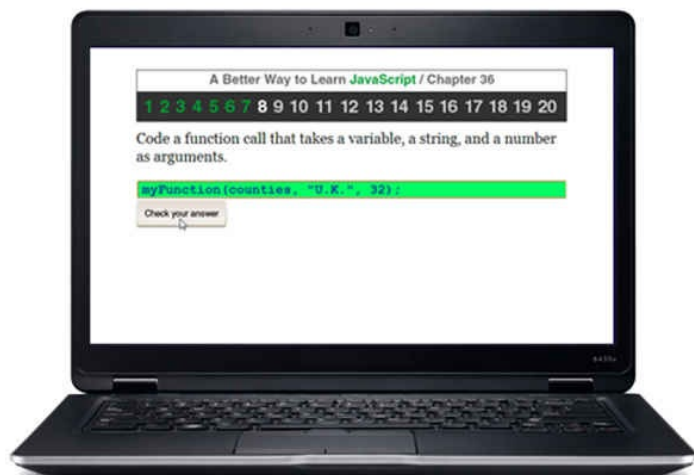 A Better Way to Learn JavaScript / Chapter 36
1 2 3 4 5 6 7 8 9 10 11 12 13 14 15 16 17 18 19 20
Code a function call that takes a variable, a string, and a number
as arguments.
myFunction(counties, "U.K.", 32);
Check your answer